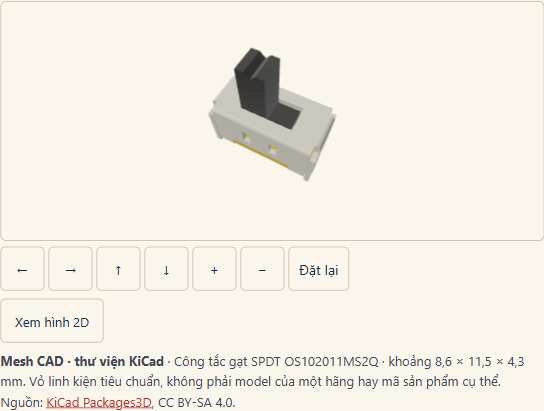 ← → ↑ ↓ + − Đặt lại
Xem hình 2D
Mesh CAD · thư viện KiCad · Công tắc gạt SPDT OS102011MS2Q · khoảng 8,6 × 11,5 × 4,3
mm. Vỏ linh kiện tiêu chuẩn, không phải model của một hãng hay mã sản phẩm cụ thể.
Nguồn: KiCad Packages3D, CC BY-SA 4.0.